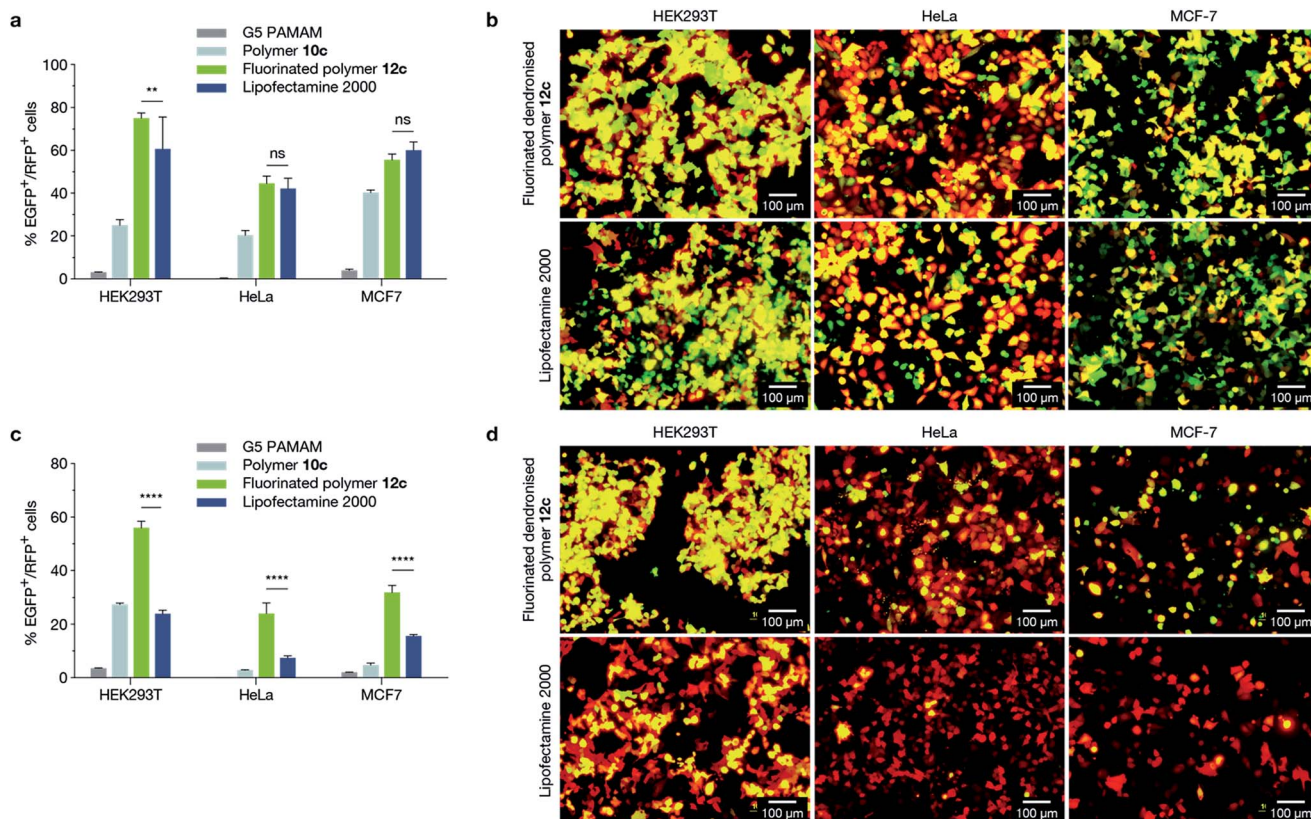 a
G5 PAMAM
Polymer 10c
Fluorinated polymer 12c
Lipofectamine 2000
% EGFP+/RFP+ cells
100
80
60
40
20
0
**
ns
ns
HEK293T
HeLa
MCF7
b
HEK293T
HeLa
MCF-7
Fluorinated dendronised
polymer 12c
100 µm
100 µm
100 µm
Lipofectamine 2000
100 µm
100 µm
100 µm
c
G5 PAMAM
Polymer 10c
Fluorinated polymer 12c
Lipofectamine 2000
% EGFP+/RFP+ cells
80
60
40
20
0
****
****
****
HEK293T
HeLa
MCF7
d
HEK293T
HeLa
MCF-7
Fluorinated dendronised
polymer 12c
100 µm
100 µm
100 µm
Lipofectamine 2000
100 µm
100 µm
100 µm